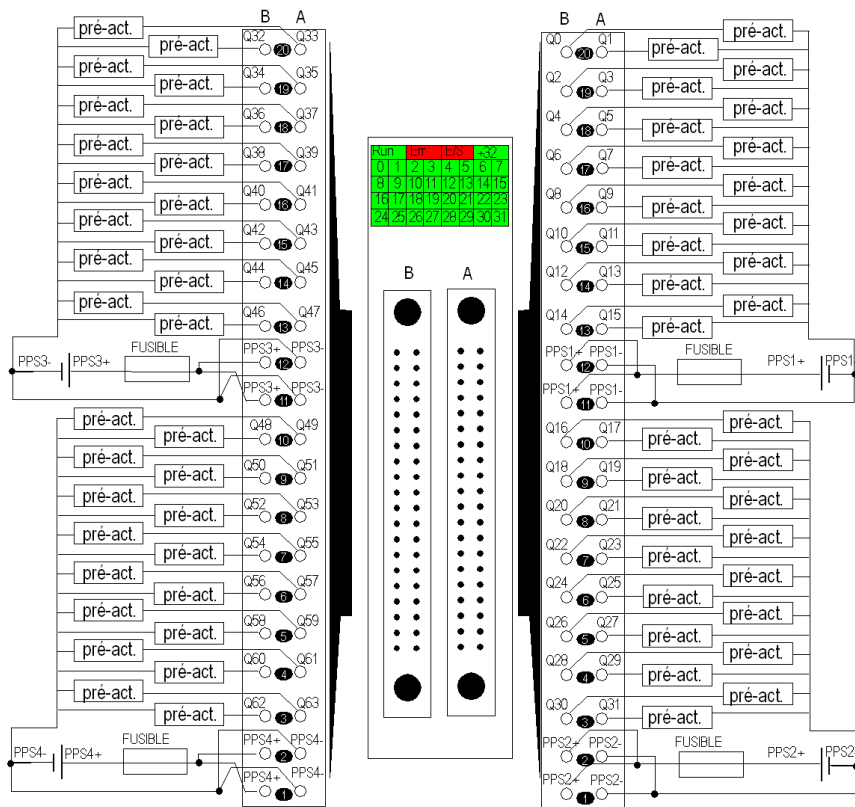 B A
pré-act. Q32 Q33
pré-act. 20
pré-act. Q34 Q35
pré-act. 19
pré-act. Q36 Q37
pré-act. 18
pré-act. Q38 Q39
pré-act. 17
pré-act. Q40 Q41
pré-act. 16
pré-act. Q42 Q43
pré-act. 15
pré-act. Q44 Q45
pré-act. 14
pré-act. Q46 Q47
pré-act. 13
PPS3- PPS3+ FUSIBLE PPS3+ PPS3-
12
PPS3+ PPS3-
11
pré-act. Q48 Q49
pré-act. 10
pré-act. Q50 Q51
pré-act. 9
pré-act. Q52 Q53
pré-act. 8
pré-act. Q54 Q55
pré-act. 7
pré-act. Q56 Q57
pré-act. 6
pré-act. Q58 Q59
pré-act. 5
pré-act. Q60 Q61
pré-act. 4
pré-act. Q62 Q63
pré-act. 3
PPS4- PPS4+ FUSIBLE PPS4+ PPS4-
2
PPS4+ PPS4-
1
Run Err E/S +32
0 1 2 3 4 5 6 7
8 9 10 11 12 13 14 15
16 17 18 19 20 21 22 23
24 25 26 27 28 29 30 31
B A
B A
Q0 Q1 pré-act.
20 pré-act.
Q2 Q3 pré-act.
19 pré-act.
Q4 Q5 pré-act.
18 pré-act.
Q6 Q7 pré-act.
17 pré-act.
Q8 Q9 pré-act.
16 pré-act.
Q10 Q11 pré-act.
15 pré-act.
Q12 Q13 pré-act.
14 pré-act.
Q14 Q15 pré-act.
13 pré-act.
PPS1+ PPS1- FUSIBLE PPS1+ PPS1-
12
PPS1+ PPS1-
11
Q16 Q17 pré-act.
10 pré-act.
Q18 Q19 pré-act.
9 pré-act.
Q20 Q21 pré-act.
8 pré-act.
Q22 Q23 pré-act.
7 pré-act.
Q24 Q25 pré-act.
6 pré-act.
Q26 Q27 pré-act.
5 pré-act.
Q28 Q29 pré-act.
4 pré-act.
Q30 Q31 pré-act.
3 pré-act.
PPS2+ PPS2- FUSIBLE PPS2+ PPS2-
2
PPS2+ PPS2-
1